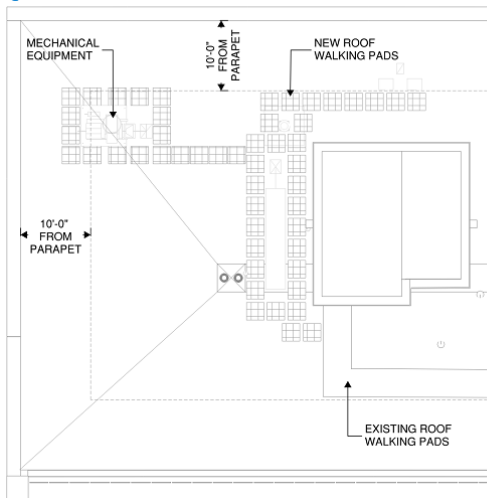 MECHANICAL
EQUIPMENT
10'-0"
FROM
PARAPET
NEW ROOF
WALKING PADS
10'-0"
FROM
PARAPET
EXISTING ROOF
WALKING PADS